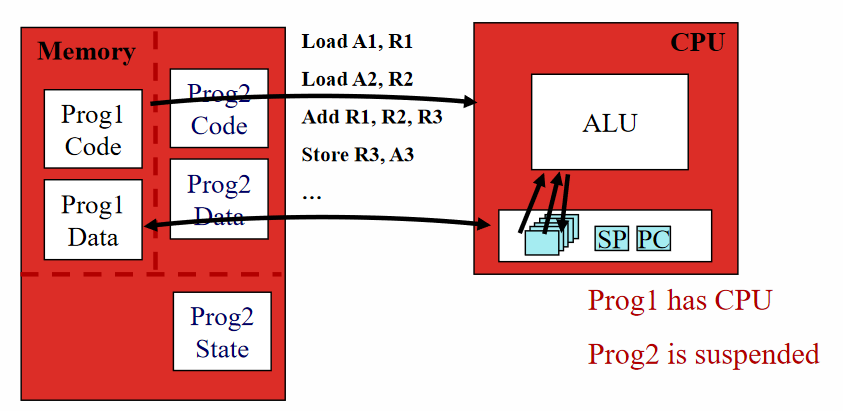 Memory
Prog1
Code
Prog2
Code
Prog1
Data
Prog2
Data
Prog2
State
Load A1, R1
Load A2, R2
Add R1, R2, R3
Store R3, A3
…
CPU
ALU
SP
PC
Prog1 has CPU
Prog2 is suspended